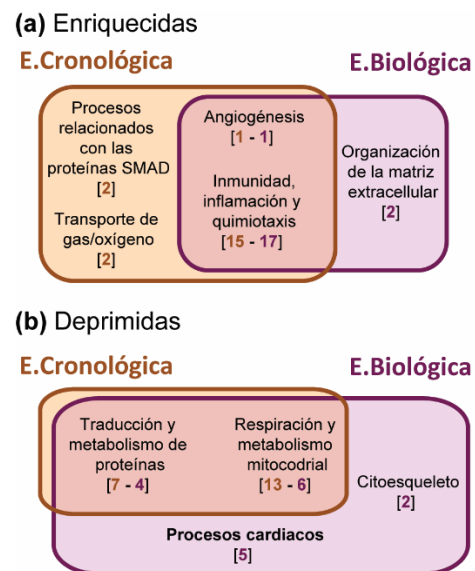 (a) Enriquecidas
E.Cronológica
E.Biológica
Procesos
relacionados
con las
proteínas SMAD
[2]
Transporte de
gas/oxígeno
[2]
Angiogénesis
[1 - 1]
Inmunidad,
inflamación y
quimiotaxis
[15 - 17]
Organización
de la matriz
extracellular
[2]
(b) Deprimidas
E.Cronológica
E.Biológica
Traducción y
metabolismo de
proteínas
[7 - 4]
Respiración y
metabolismo
mitocodrial
[13 - 6]
Citoesqueleto
[2]
Procesos cardiacos
[5]